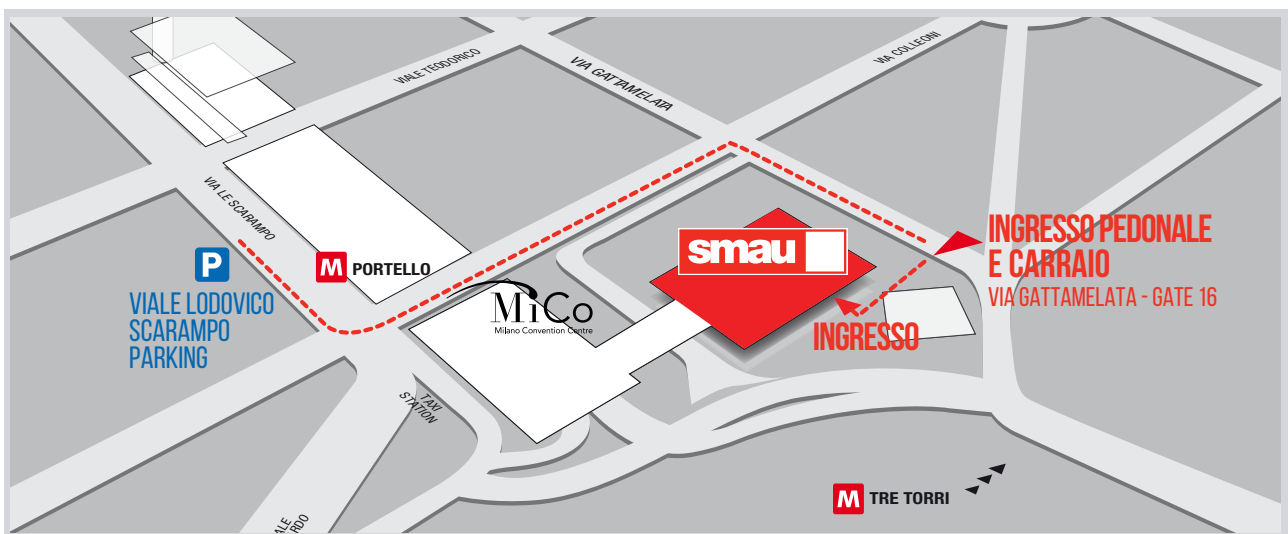 VIALE TEODORICO
VIA GATTAMELATA
VIA COLLEONI
VIA LE SCARAMPO
P
VIALE LODOVICO
SCARAMPO
PARKING
M PORTELLO
MiCo
Milano Convention Centre
smau
INGRESSO PEDONALE
E CARRAIO
VIA GATTAMELATA - GATE 16
INGRESSO
TAXI
STATION
M TRE TORRI